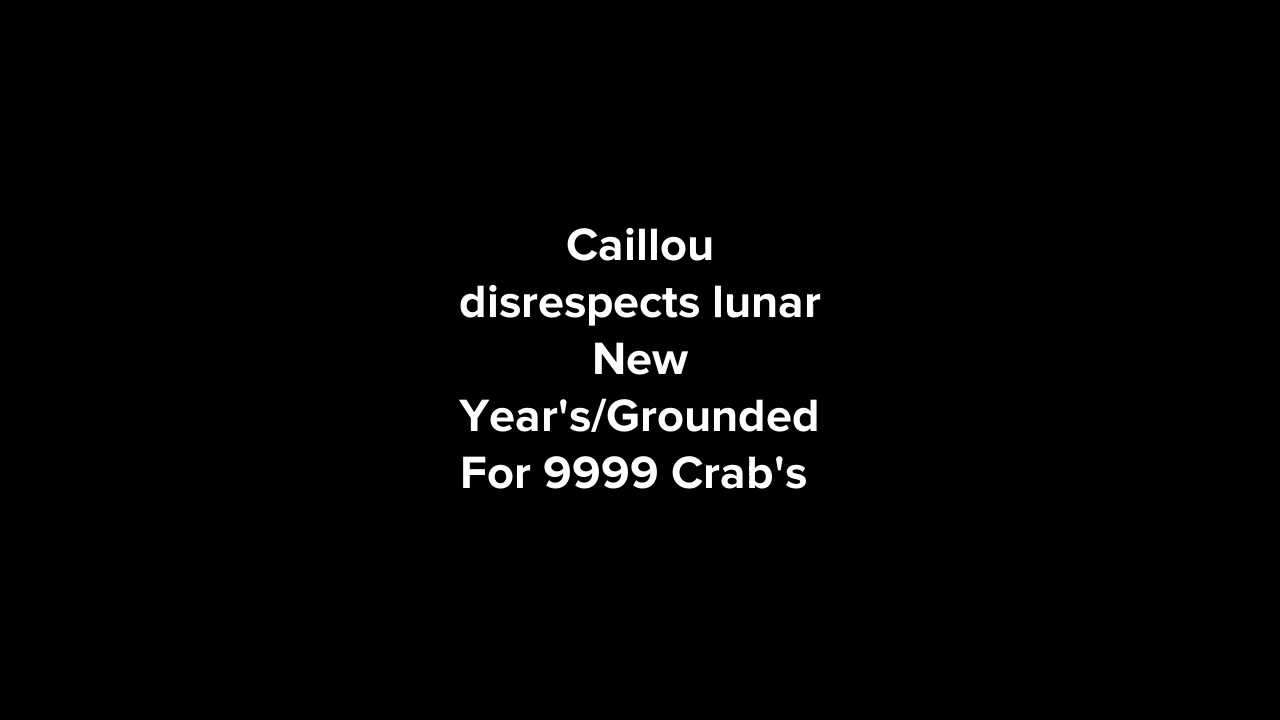 Caillou
disrespects lunar
New
Year's/Grounded
For 9999 Crab's